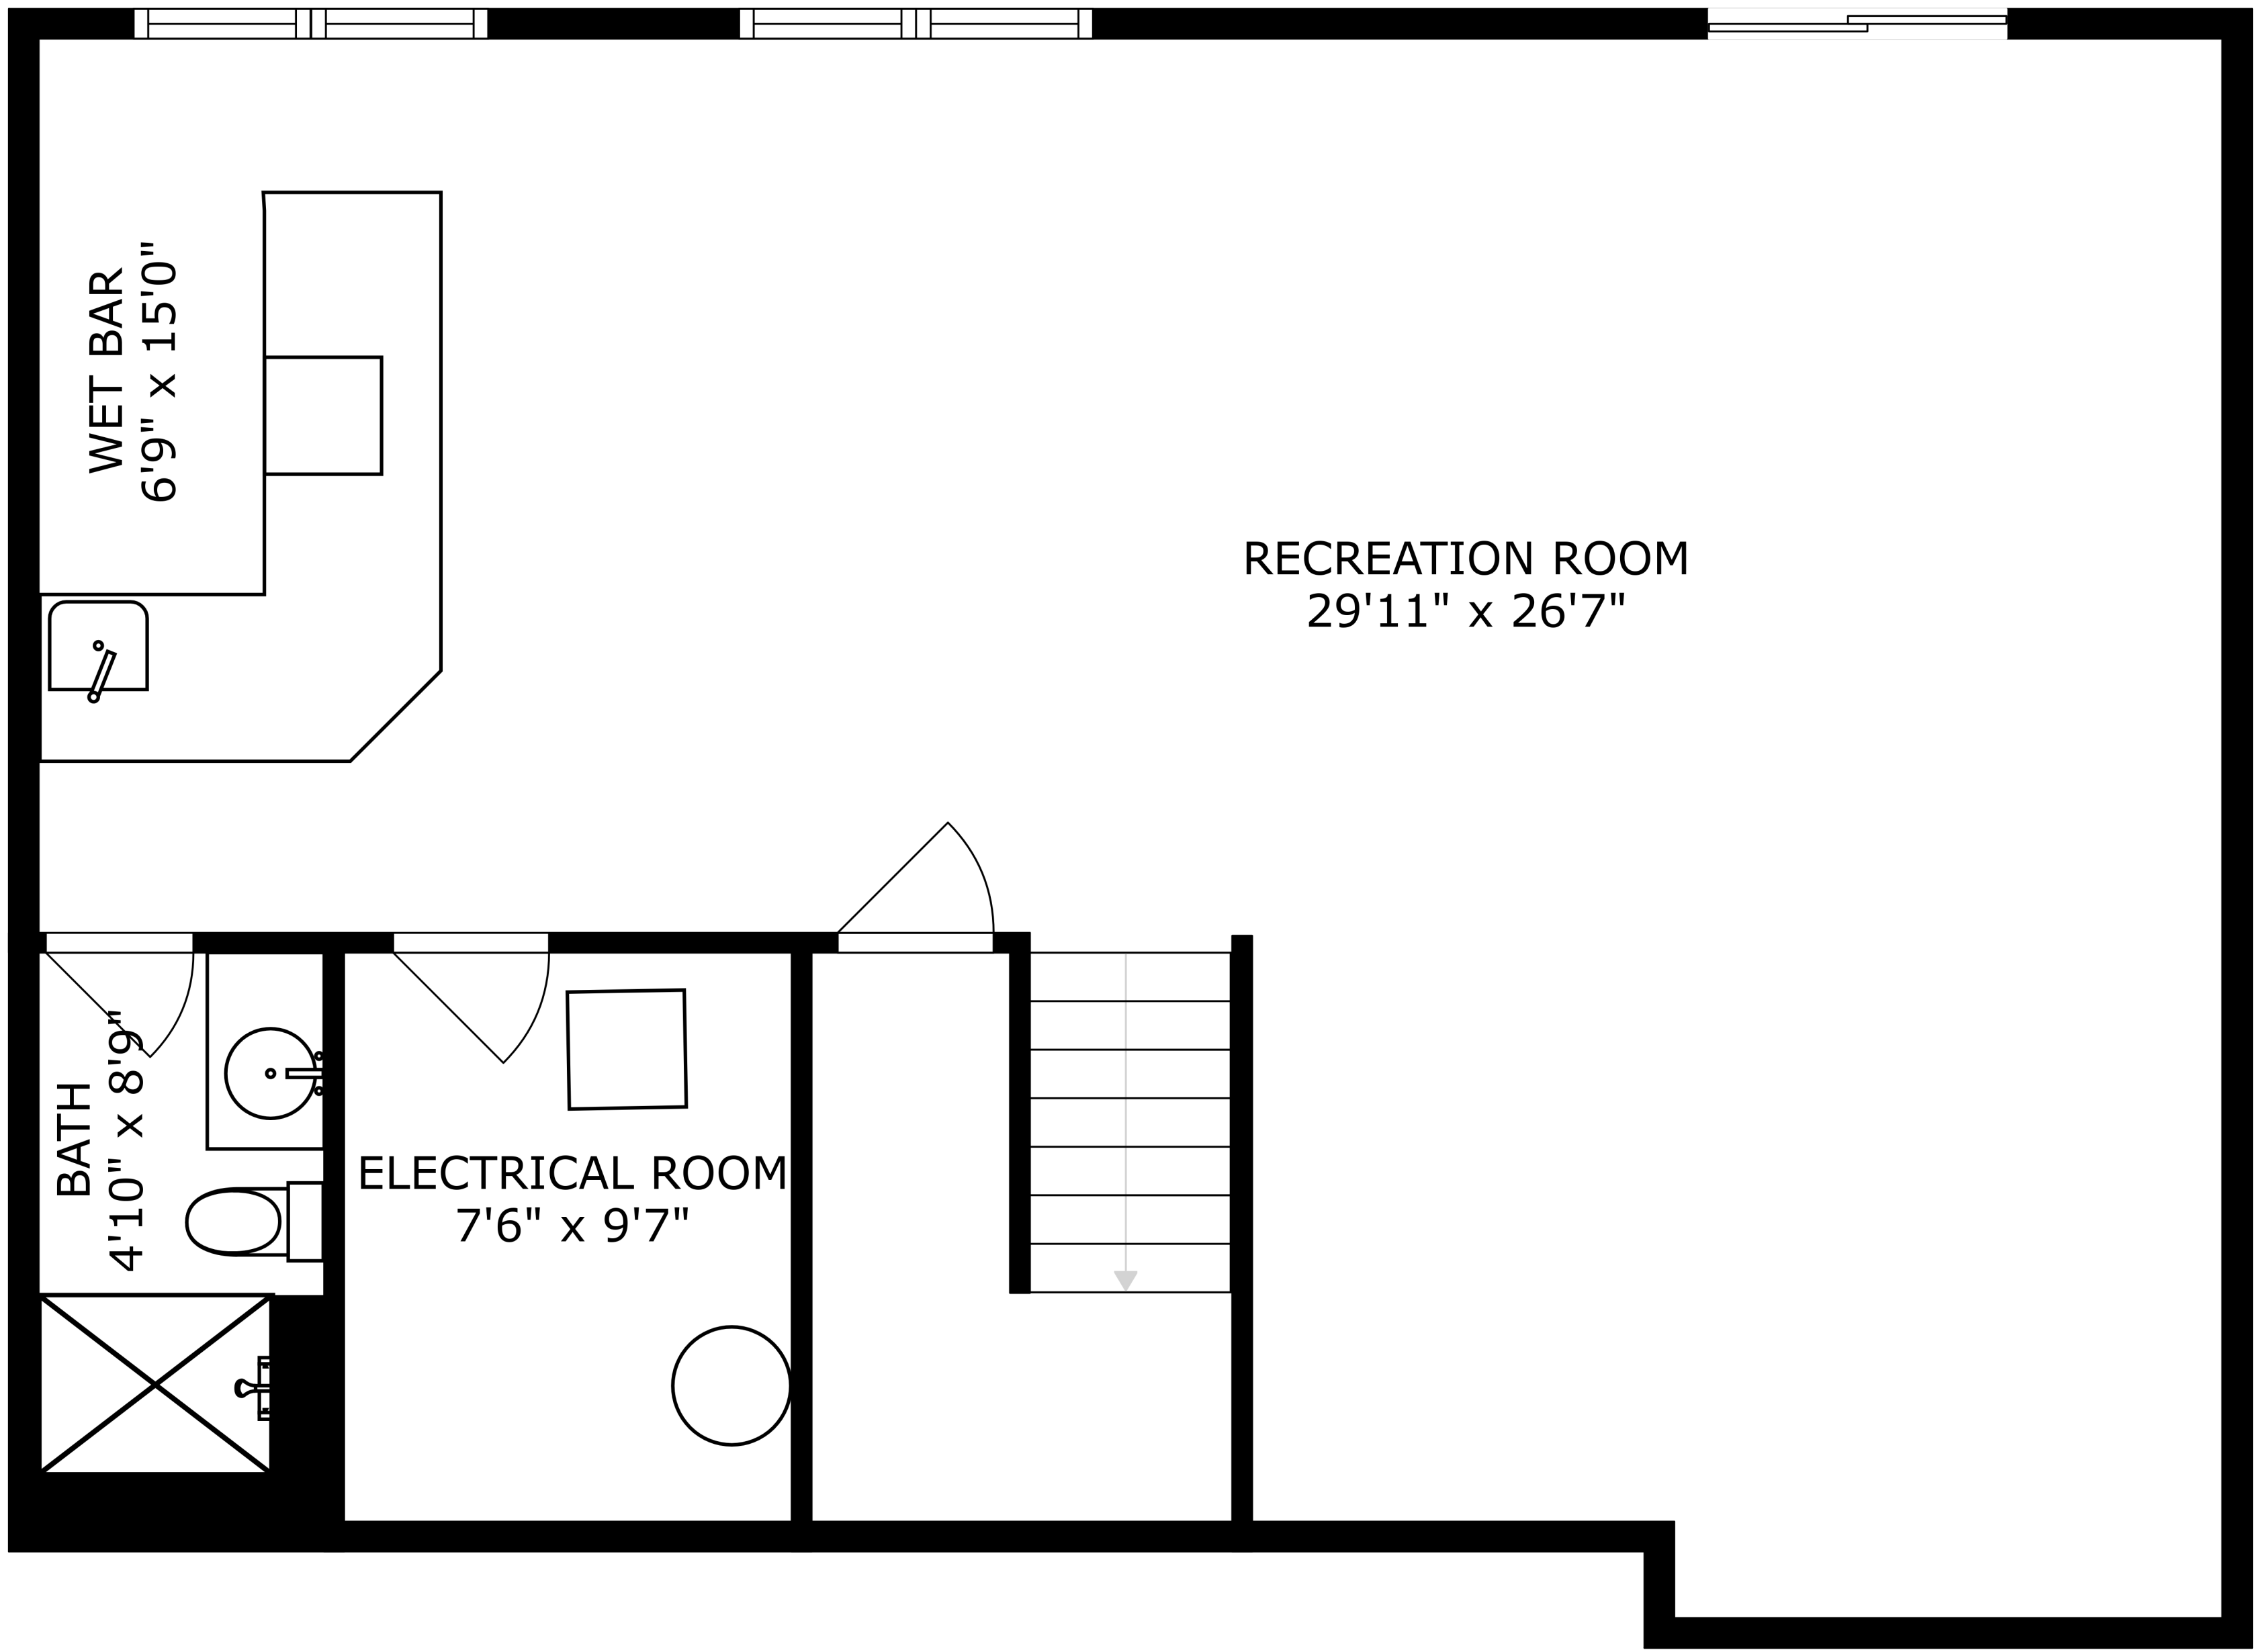 WET BAR
6'9" x 15'0"
RECREATION ROOM
29'11" x 26'7"
BATH
4'10" x 8'9"
ELECTRICAL ROOM
7'6" x 9'7"